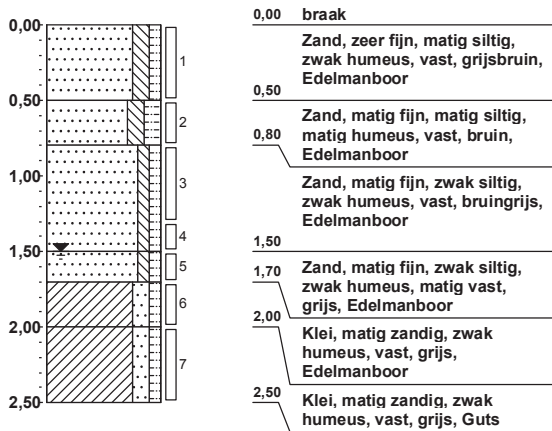 0,00
0,50
1,00
1,50
2,00
2,50
1
2
3
4
5
6
7
0,00 braak
Zand, zeer fijn, matig siltig,
zwak humeus, vast, grijsbruin,
Edelmanboor
0,50
Zand, matig fijn, matig siltig,
matig humeus, vast, bruin,
Edelmanboor
0,80
Zand, matig fijn, zwak siltig,
zwak humeus, vast, bruingrijs,
Edelmanboor
1,50
Zand, matig fijn, zwak siltig,
zwak humeus, matig vast,
grijs, Edelmanboor
1,70
Klei, matig zandig, zwak
humeus, vast, grijs,
Edelmanboor
2,00
Klei, matig zandig, zwak
humeus, vast, grijs, Guts
2,50